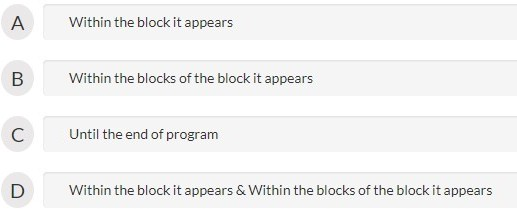 A Within the block it appears
B Within the blocks of the block it appears
C Until the end of program
D Within the block it appears & Within the blocks of the block it appears